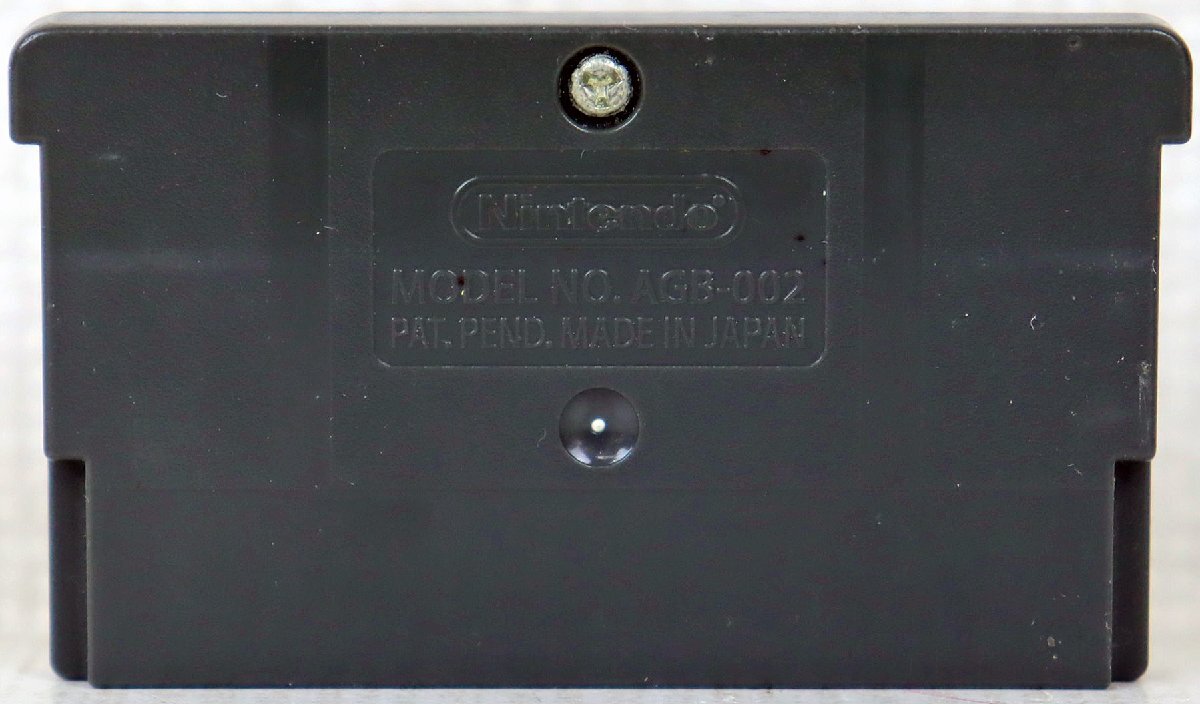 Nintendo®
MODEL NO. AGB-002
PAT. PEND. MADE IN JAPAN